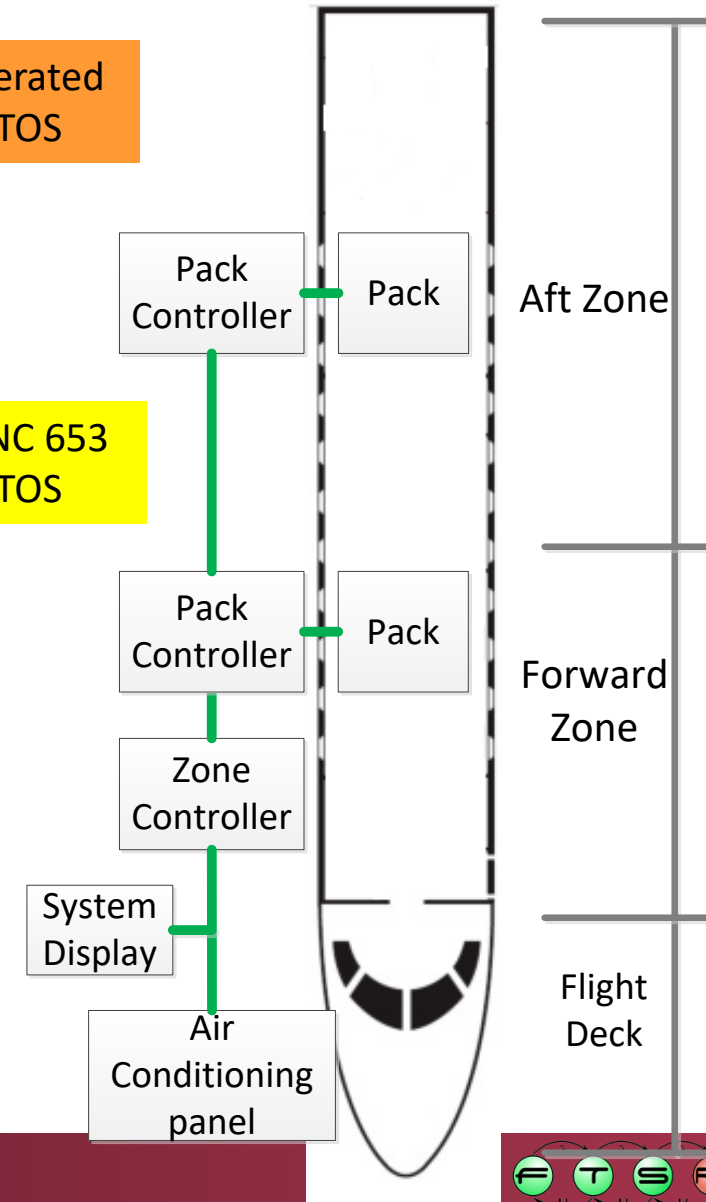 erated
TOS
Pack
Controller
Pack
Aft Zone
NC 653
TOS
Pack
Controller
Pack
Forward
Zone
Zone
Controller
System
Display
Flight
Deck
Air
Conditioning
panel
F T S